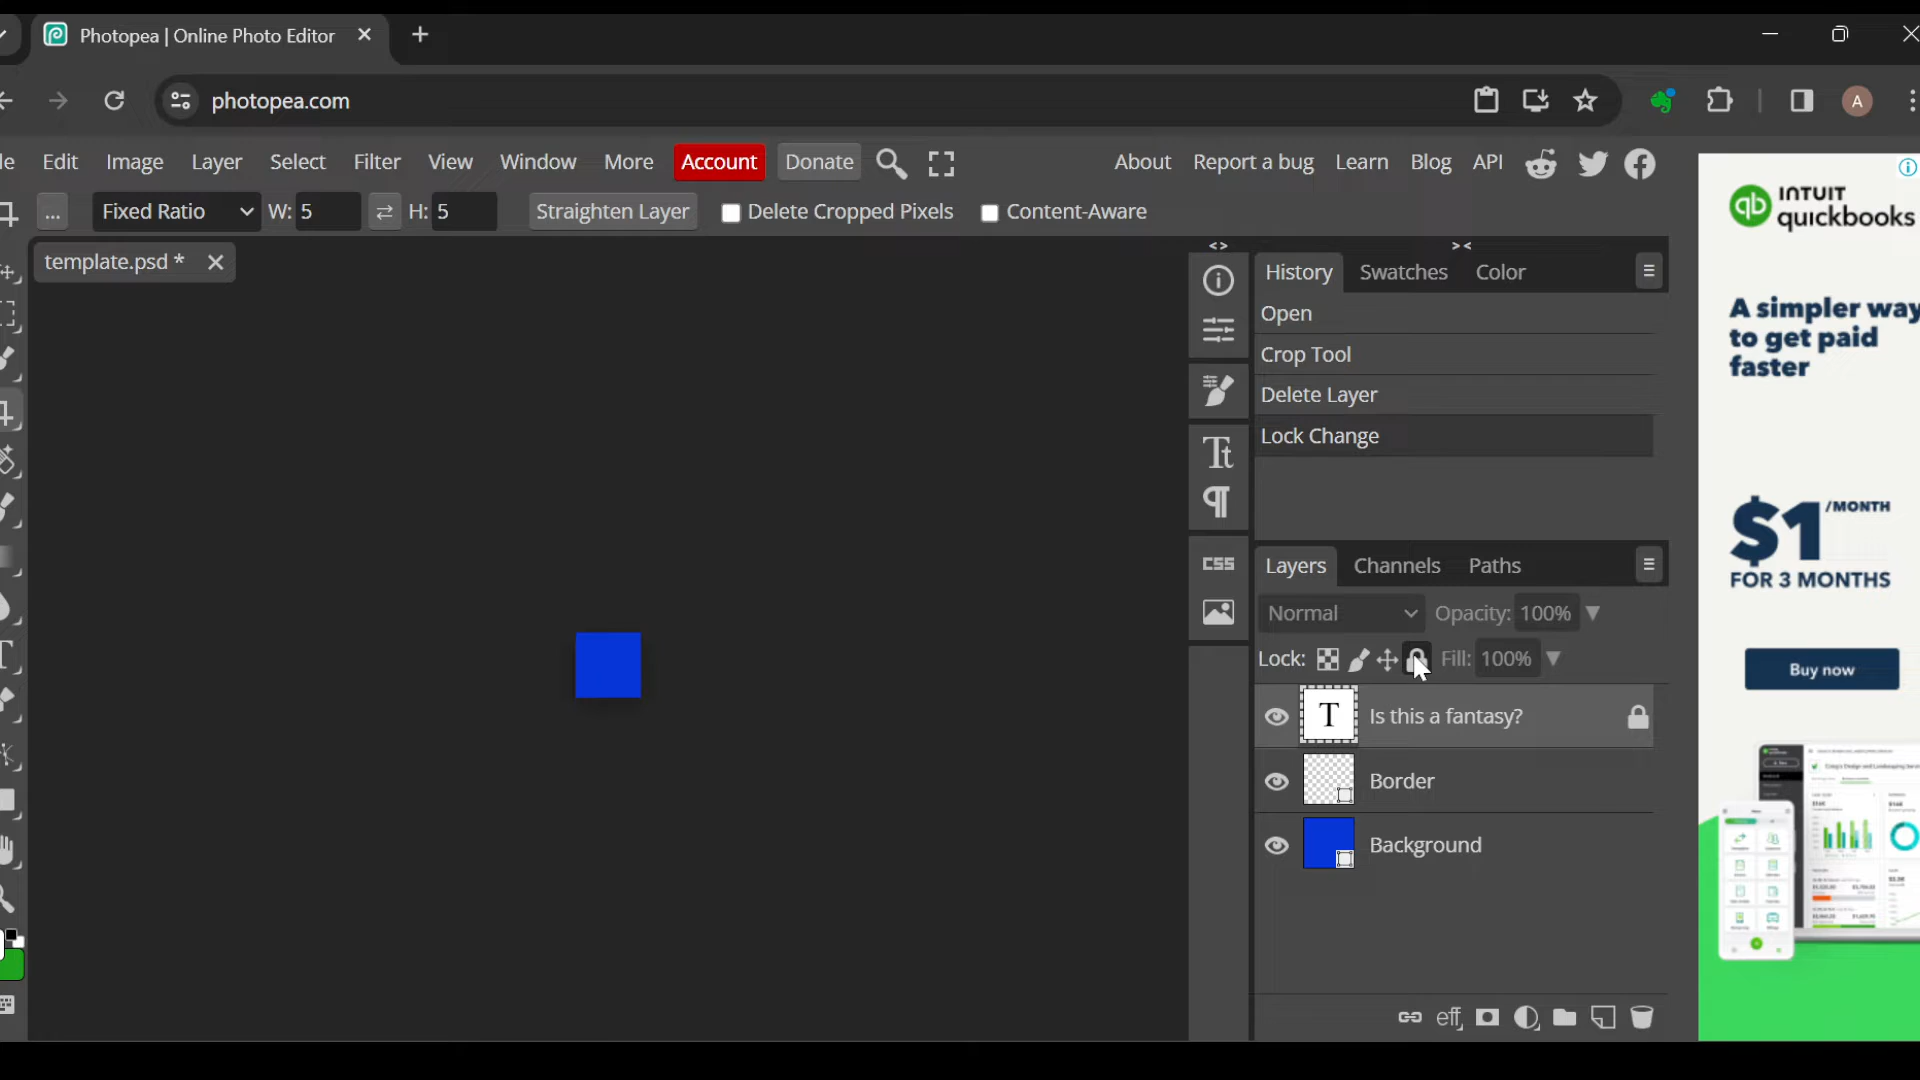 Photopea | Online Photo Editor
photopea.com
Edit Image Layer Select Filter View Window More Account Donate About Report a bug Learn Blog API
... Fixed Ratio W: 5 H: 5 Straighten Layer Delete Cropped Pixels Content-Aware
template.psd *
History Swatches Color
Open
Crop Tool
Delete Layer
Lock Change
CSS
Layers Channels Paths
Normal Opacity: 100%
Lock: Fill: 100%
T Is this a fantasy?
Border
Background
eff
A
INTUIT
quickbooks
A simpler way
to get paid
faster
$1 /MONTH
FOR 3 MONTHS
Buy now